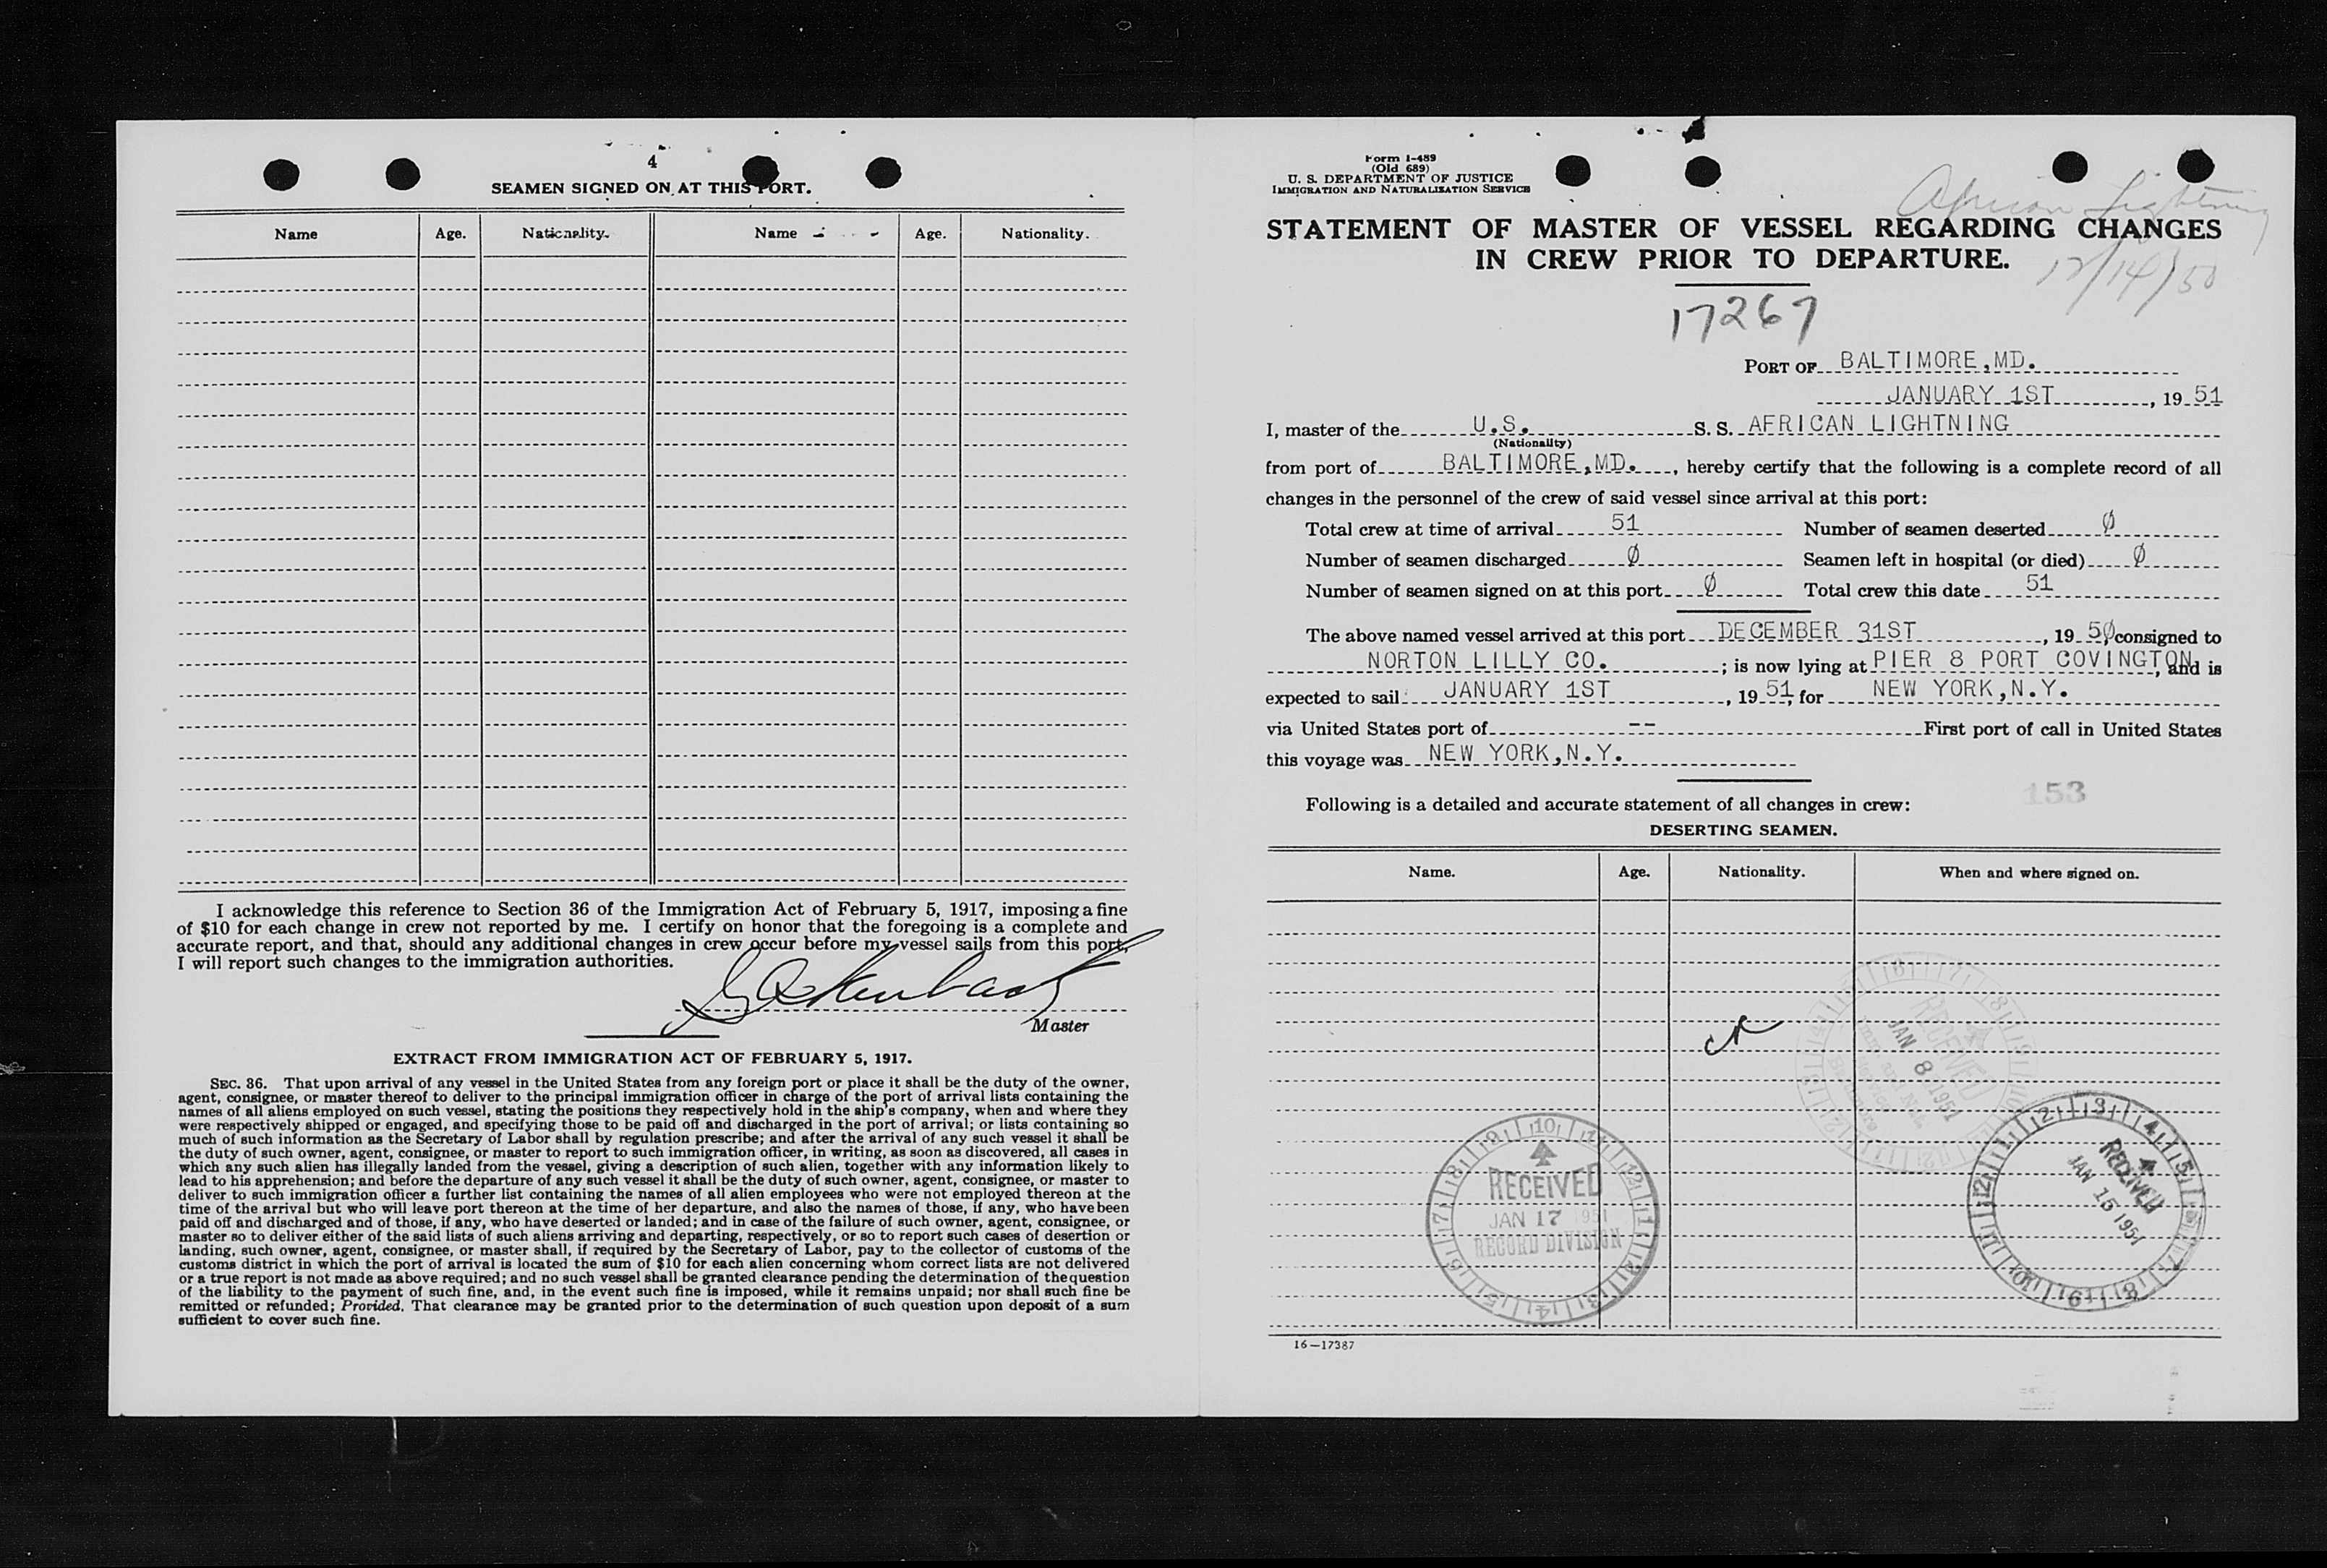 4
SEAMEN SIGNED ON AT THIS PORT.
Name Age. Nationality. Name Age. Nationality.
I acknowledge this reference to Section 36 of the Immigration Act of February 5, 1917, imposing a fine
of $10 for each change in crew not reported by me. I certify on honor that the foregoing is a complete and
accurate report, and that, should any additional changes in crew occur before my vessel sails from this port,
I will report such changes to the immigration authorities.
Master
EXTRACT FROM IMMIGRATION ACT OF FEBRUARY 5, 1917.
SEC. 36. That upon arrival of any vessel in the United States from any foreign port or place it shall be the duty of the owner,
agent, consignee, or master thereof to deliver to the principal immigration officer in charge of the port of arrival lists containing the
names of all aliens employed on such vessel, stating the positions they respectively hold in the ship's company, when and where they
were respectively shipped or engaged, and specifying those to be paid off and discharged in the port of arrival; or lists containing so
much of such information as the Secretary of Labor shall by regulation prescribe; and after the arrival of any such vessel it shall be
the duty of such owner, agent, consignee, or master to report to such immigration officer, in writing, as soon as discovered, all cases in
which any such alien has illegally landed from the vessel, giving a description of such alien, together with any information likely to
lead to his apprehension; and before the departure of any such vessel it shall be the duty of such owner, agent, consignee, or master to
deliver to such immigration officer a further list containing the names of all alien employees who were not employed thereon at the
time of the arrival but who will leave port thereon at the time of her departure, and also the names of those, if any, who have been
paid off and discharged and of those, if any, who have deserted or landed; and in case of the failure of such owner, agent, consignee, or
master so to deliver either of the said lists of such aliens arriving and departing, respectively, or so to report such cases of desertion or
landing, such owner, agent, consignee, or master shall, if required by the Secretary of Labor, pay to the collector of customs of the
customs district in which the port of arrival is located the sum of $10 for each alien concerning whom correct lists are not delivered
or a true report is not made as above required; and no such vessel shall be granted clearance pending the determination of the question
of the liability to the payment of such fine, and, in the event such fine is imposed, while it remains unpaid; nor shall such fine be
remitted or refunded; Provided, That clearance may be granted prior to the determination of such question upon deposit of a sum
sufficient to cover such fine.
Form I-489
(Old 689)
U. S. DEPARTMENT OF JUSTICE
IMMIGRATION AND NATURALIZATION SERVICE
African Lightning
STATEMENT OF MASTER OF VESSEL REGARDING CHANGES
IN CREW PRIOR TO DEPARTURE.
12/14/50
17267
PORT OF BALTIMORE,MD.
JANUARY 1ST, 19 51
I, master of the U.S. S. S. AFRICAN LIGHTNING
(Nationality)
from port of BALTIMORE,MD., hereby certify that the following is a complete record of all
changes in the personnel of the crew of said vessel since arrival at this port:
Total crew at time of arrival 51 Number of seamen deserted Ø
Number of seamen discharged Ø Seamen left in hospital (or died) Ø
Number of seamen signed on at this port Ø Total crew this date 51
The above named vessel arrived at this port DECEMBER 31ST, 19 5Ø, consigned to
NORTON LILLY CO.; is now lying at PIER 8 PORT COVINGTON, and is
expected to sail JANUARY 1ST, 19 51, for NEW YORK,N.Y.
via United States port of -- First port of call in United States
this voyage was NEW YORK,N.Y.
153
Following is a detailed and accurate statement of all changes in crew:
DESERTING SEAMEN.
Name. Age. Nationality. When and where signed on.
RECEIVED
JAN 8 1951
RECEIVED
JAN 15 1951
RECEIVED
JAN 17 1951
RECORD DIVISION
16—17387